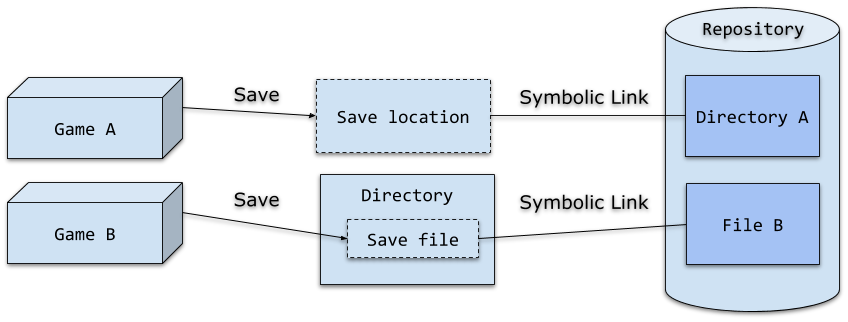 Repository
Save
Symbolic Link
Game A
Save location
Directory A
Save
Directory
Symbolic Link
Game B
Save file
File B